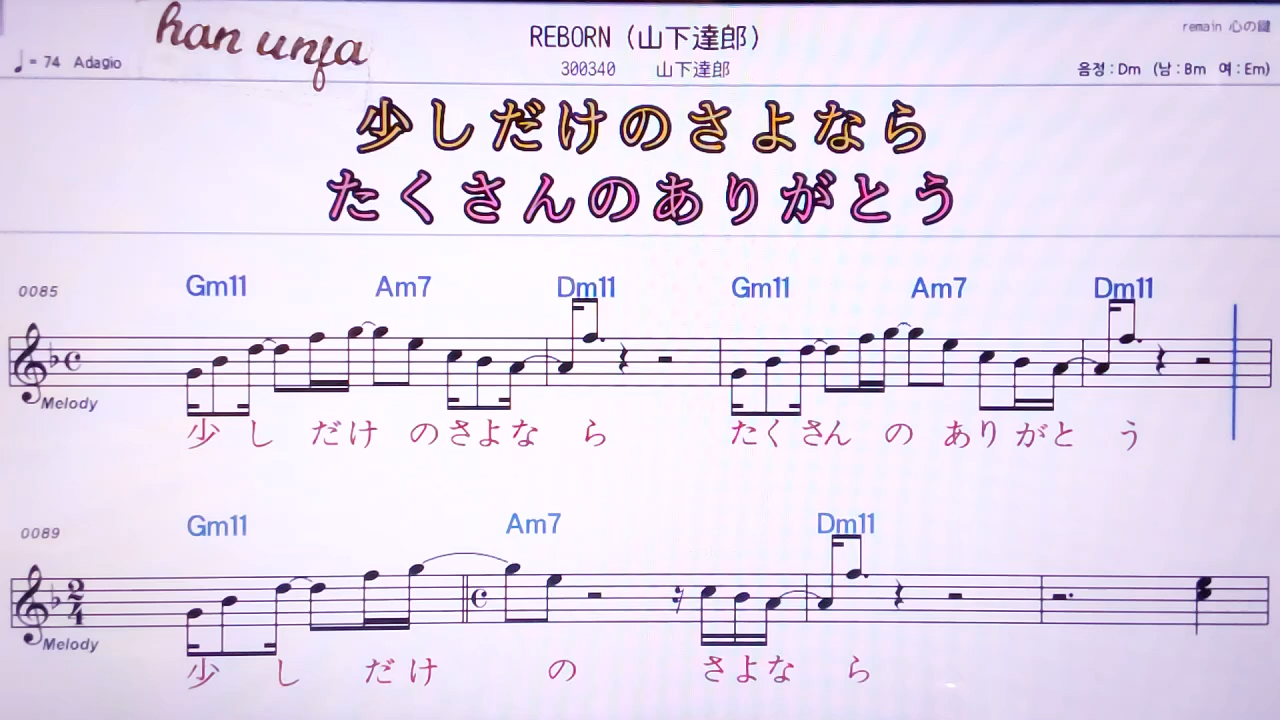 han unja
REBORN (山下達郎)
remain 心の鍵
♩= 74 Adagio
300340 山下達郎
음정 : Dm (남 : Bm 여 : Em)
少しだけのさよなら
たくさんのありがとう
0085 Gm11 Am7 Dm11 Gm11 Am7 Dm11
Melody
少し だけ のさよな ら たく さん の あり がと う
0089 Gm11 Am7 Dm11
2
4
Melody
少 し だ け の さよな ら